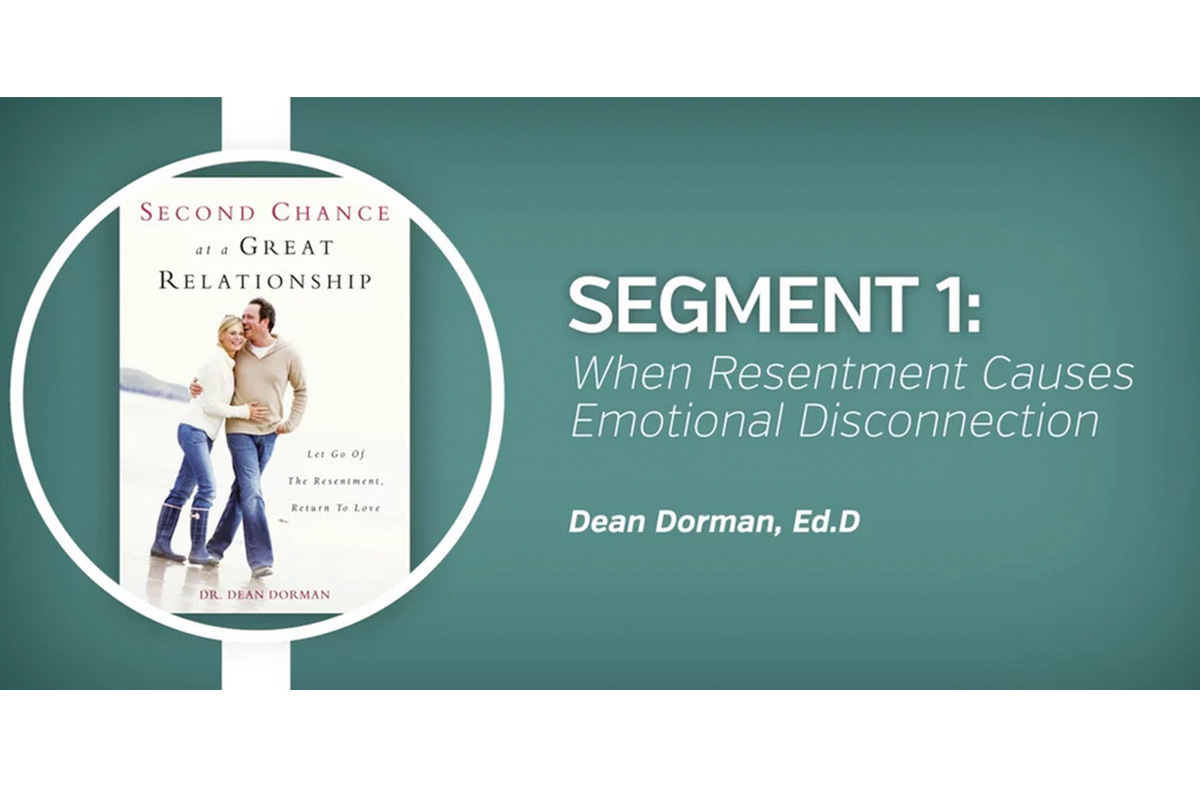 SECOND CHANCE
at a GREAT
RELATIONSHIP
Let Go Of
The Resentment,
Return To Love
DR. DEAN DORMAN
SEGMENT 1:
When Resentment Causes
Emotional Disconnection
Dean Dorman, Ed.D